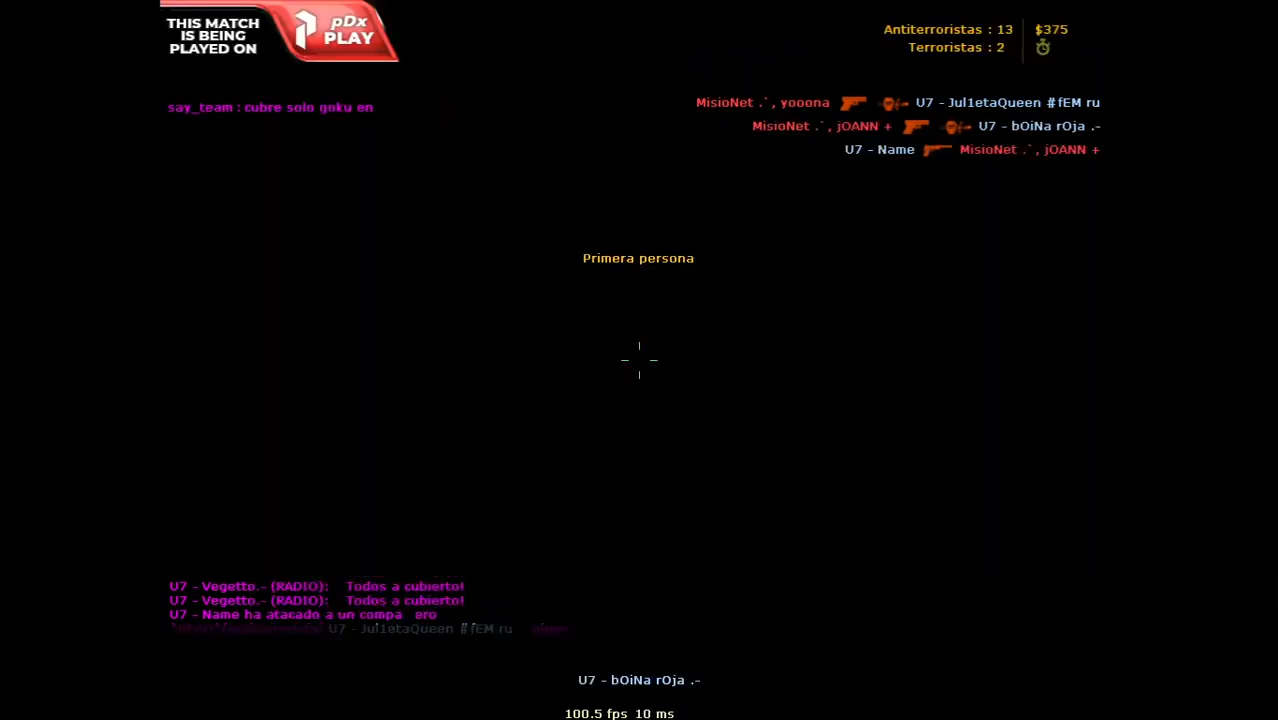 THIS MATCH
IS BEING
PLAYED ON
pDx
PLAY
Antiterroristas : 13
$375
Terroristas : 2
say_team : cubre solo goku en
MisioNet .`, yooona U7 - Jul1etaQueen #fEM ru
MisioNet .`, jOANN + U7 - bOiNa rOja .-
U7 - Name MisioNet .`, jOANN +
Primera persona
U7 - Vegetto.- (RADIO): Todos a cubierto!
U7 - Vegetto.- (RADIO): Todos a cubierto!
U7 - Name ha atacado a un compa ero
U7 - Jul1etaQueen #fEM ru
U7 - bOiNa rOja .-
100.5 fps 10 ms